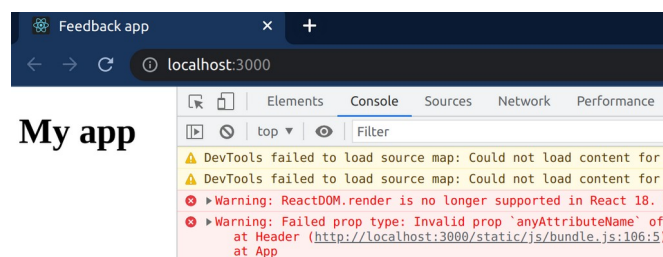 Feedback app
localhost:3000
My app
Elements Console Sources Network Performance
top Filter
DevTools failed to load source map: Could not load content for
DevTools failed to load source map: Could not load content for
Warning: ReactDOM.render is no longer supported in React 18.
Warning: Failed prop type: Invalid prop `anyAttributeName` of
at Header (http://localhost:3000/static/js/bundle.js:106:5)
at App